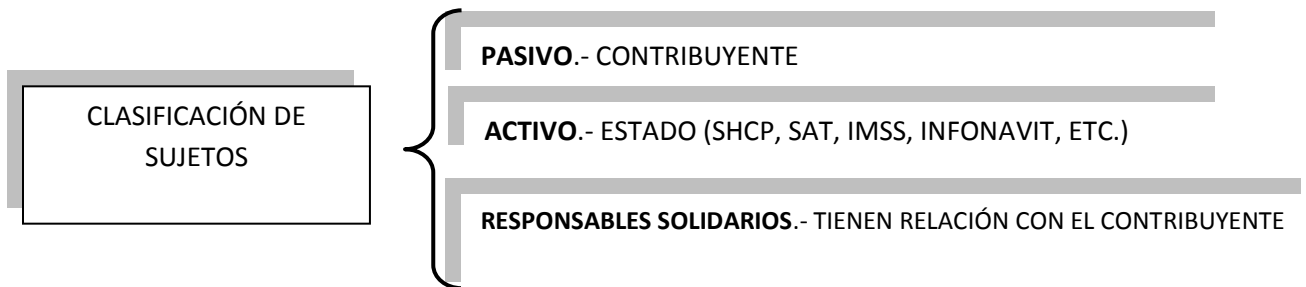 CLASIFICACIÓN DE
SUJETOS
PASIVO.- CONTRIBUYENTE
ACTIVO.- ESTADO (SHCP, SAT, IMSS, INFONAVIT, ETC.)
RESPONSABLES SOLIDARIOS.- TIENEN RELACIÓN CON EL CONTRIBUYENTE